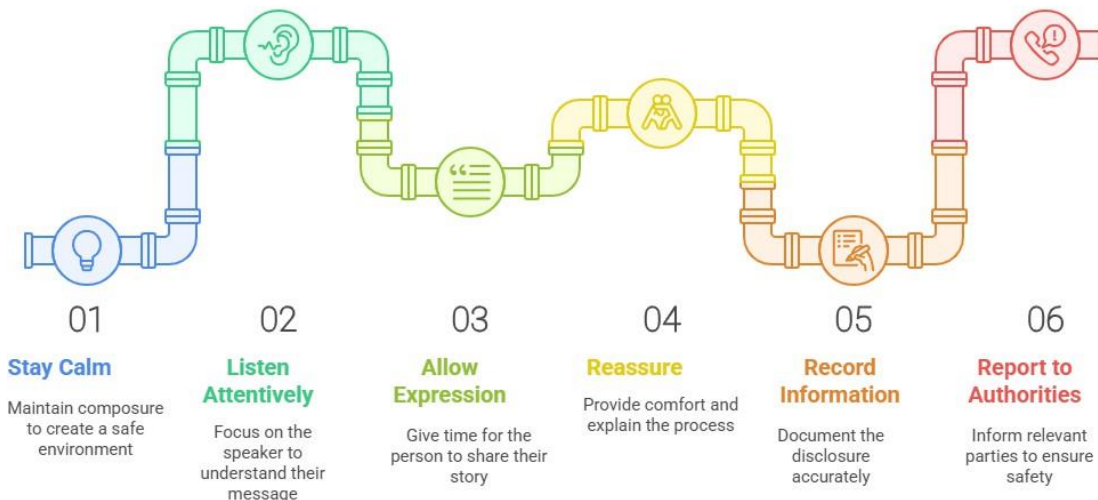 01
Stay Calm
Maintain composure
to create a safe
environment
02
Listen
Attentively
Focus on the
speaker to
understand their
message
03
Allow
Expression
Give time for the
person to share their
story
04
Reassure
Provide comfort and
explain the process
05
Record
Information
Document the
disclosure
accurately
06
Report to
Authorities
Inform relevant
parties to ensure
safety